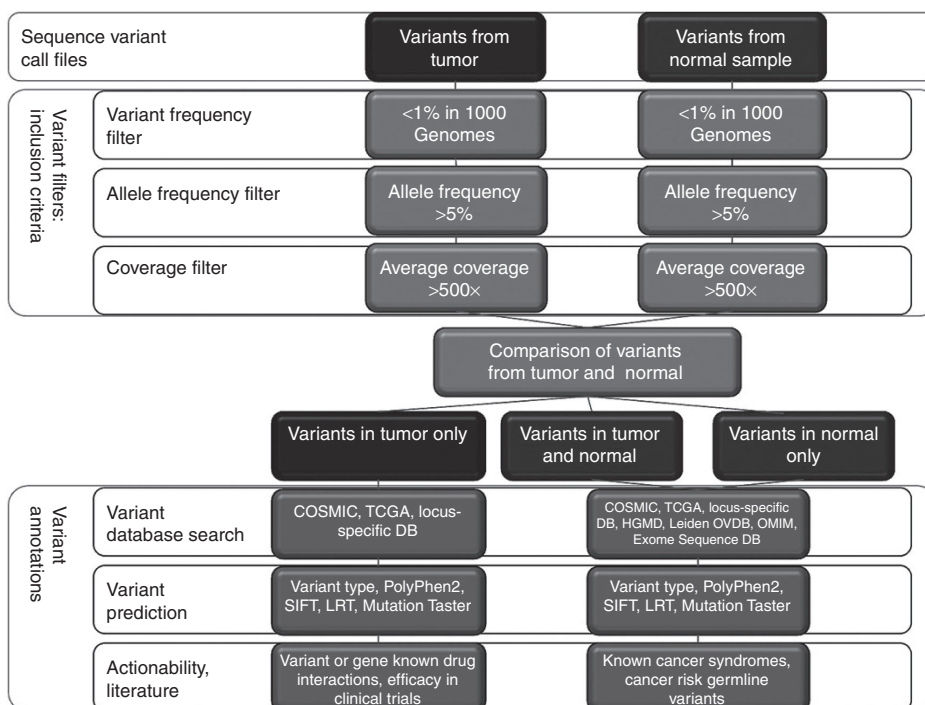 Sequence variant
call files
Variants from
tumor
Variants from
normal sample
Variant filters:
inclusion criteria
Variant frequency
filter
<1% in 1000
Genomes
<1% in 1000
Genomes
Allele frequency filter
Allele frequency
>5%
Allele frequency
>5%
Coverage filter
Average coverage
>500×
Average coverage
>500×
Comparison of variants
from tumor and normal
Variants in tumor only
Variants in tumor
and normal
Variants in normal
only
Variant
annotations
Variant
database search
COSMIC, TCGA, locus-
specific DB
COSMIC, TCGA, locus-specific
DB, HGMD, Leiden OVDB, OMIM,
Exome Sequence DB
Variant
prediction
Variant type, PolyPhen2,
SIFT, LRT, Mutation Taster
Variant type, PolyPhen2,
SIFT, LRT, Mutation Taster
Actionability,
literature
Variant or gene known drug
interactions, efficacy in
clinical trials
Known cancer syndromes,
cancer risk germline
variants